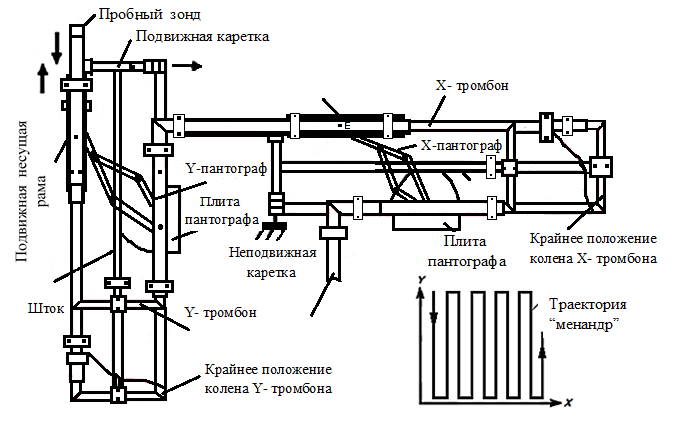 Пробный зонд
Подвижная каретка
Подвижная несущая
рама
X- тромбон
E
X-пантограф
Y-пантограф
Плита
пантографа
Неподвижная
каретка
Плита
пантографа
Крайнее положение
колена X- тромбона
Шток
Y- тромбон
Y
Траектория
“менандр”
Крайнее положение
колена Y- тромбона
X